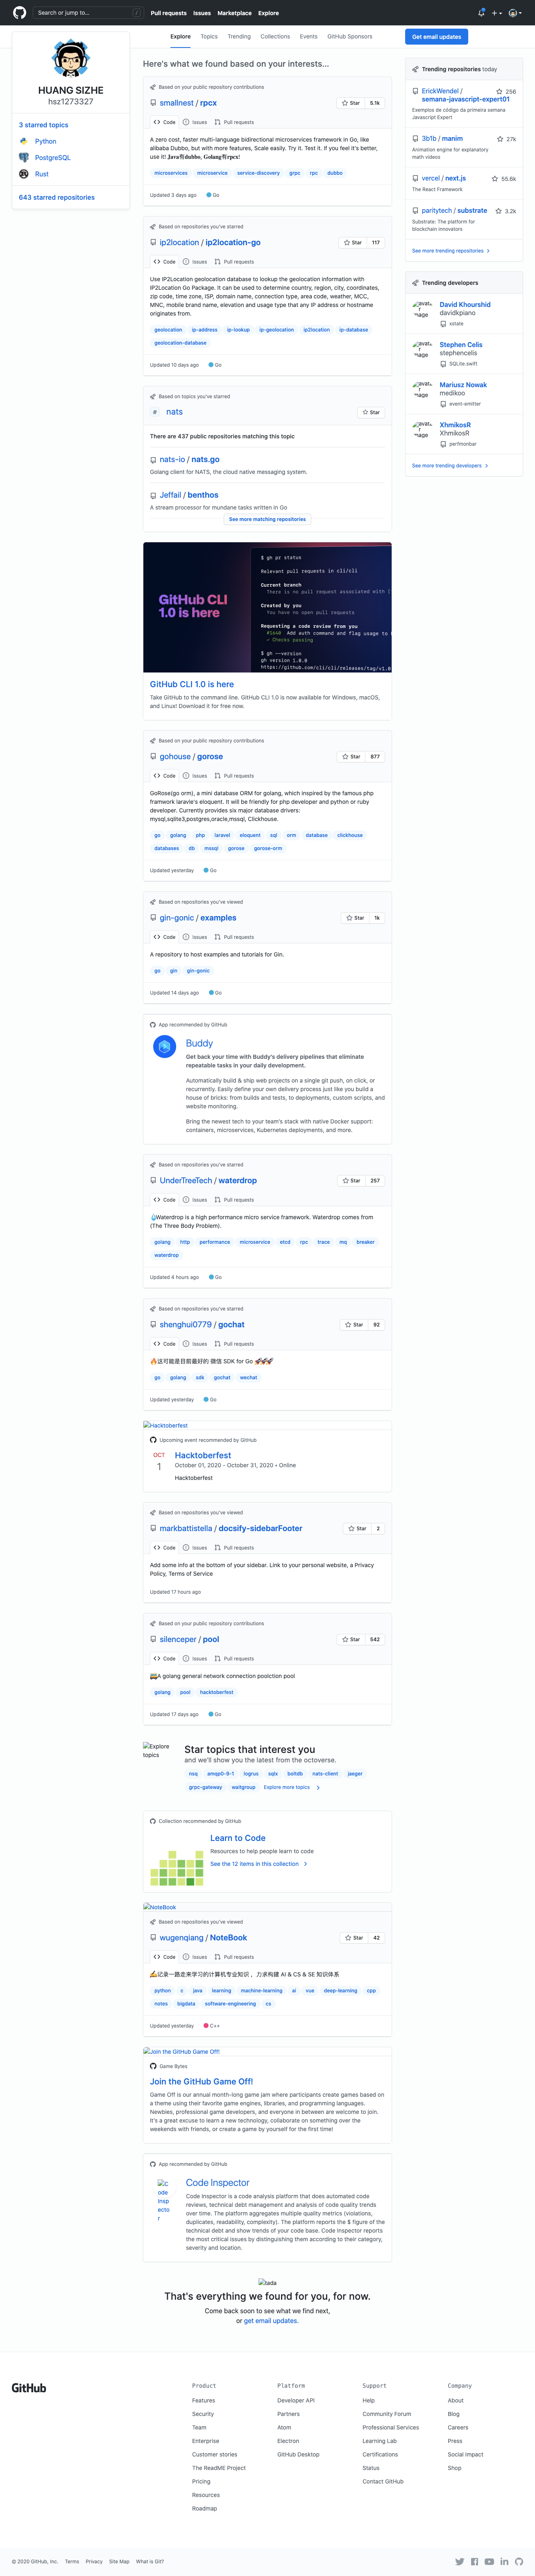 Search or jump to...
/
Pull requests Issues Marketplace Explore
Explore Topics Trending Collections Events GitHub Sponsors
Get email updates
HUANG SIZHE
hsz1273327
3 starred topics
Python
PostgreSQL
Rust
643 starred repositories
Here's what we found based on your interests...
Based on your public repository contributions
smallnest / rpcx
Star 5.1k
Code Issues Pull requests
A zero cost, faster multi-language bidirectional microservices framework in Go, like
alibaba Dubbo, but with more features, Scale easily. Try it. Test it. If you feel it's better,
use it! 𝐉𝐚𝐯𝐚有𝐝𝐮𝐛𝐛𝐨, 𝐆𝐨𝐥𝐚𝐧𝐠有𝐫𝐩𝐜𝐱!
microservices microservice service-discovery grpc rpc dubbo
Updated 3 days ago Go
Based on repositories you've starred
ip2location / ip2location-go
Star 117
Code Issues Pull requests
Use IP2Location geolocation database to lookup the geolocation information with
IP2Location Go Package. It can be used to determine country, region, city, coordinates,
zip code, time zone, ISP, domain name, connection type, area code, weather, MCC,
MNC, mobile brand name, elevation and usage type that any IP address or hostname
originates from.
geolocation ip-address ip-lookup ip-geolocation ip2location ip-database
geolocation-database
Updated 10 days ago Go
Based on topics you've starred
# nats
Star
There are 437 public repositories matching this topic
nats-io / nats.go
Golang client for NATS, the cloud native messaging system.
Jeffail / benthos
A stream processor for mundane tasks written in Go
See more matching repositories
GitHub CLI
1.0 is here
$ gh pr status
Relevant pull requests in cli/cli
Current branch
There is no pull request associated with [
Created by you
You have no open pull requests
Requesting a code review from you
#1640 Add auth command flag usage to t
✓ Checks passing
$ gh --version
gh version 1.0.0
https://github.com/cli/cli/releases/tag/v1.0
GitHub CLI 1.0 is here
Take GitHub to the command line. GitHub CLI 1.0 is now available for Windows, macOS,
and Linux! Download it for free now.
Based on your public repository contributions
gohouse / gorose
Star 877
Code Issues Pull requests
GoRose(go orm), a mini database ORM for golang, which inspired by the famous php
framwork laravle's eloquent. It will be friendly for php developer and python or ruby
developer. Currently provides six major database drivers:
mysql,sqlite3,postgres,oracle,mssql, Clickhouse.
go golang php laravel eloquent sql orm database clickhouse
databases db mssql gorose gorose-orm
Updated yesterday Go
Based on repositories you've viewed
gin-gonic / examples
Star 1k
Code Issues Pull requests
A repository to host examples and tutorials for Gin.
go gin gin-gonic
Updated 14 days ago Go
App recommended by GitHub
Buddy
Get back your time with Buddy's delivery pipelines that eliminate
repeatable tasks in your daily development.
Automatically build & ship web projects on a single git push, on click, or
recurrently. Easily define your own delivery process just like you would a
house of bricks: from builds and tests, to deployments, custom scripts, and
website monitoring.
Bring the newest tech to your team's stack with native Docker support:
containers, microservices, Kubernetes deployments, and more.
Based on repositories you've starred
UnderTreeTech / waterdrop
Star 257
Code Issues Pull requests
💧Waterdrop is a high performance micro service framework. Waterdrop comes from
(The Three Body Problem).
golang http performance microservice etcd rpc trace mq breaker
waterdrop
Updated 4 hours ago Go
Based on repositories you've starred
shenghui0779 / gochat
Star 92
Code Issues Pull requests
🔥这可能是目前最好的 微信 SDK for Go 🚀🚀🚀
go golang sdk gochat wechat
Updated yesterday Go
Hacktoberfest
Upcoming event recommended by GitHub
OCT
1
Hacktoberfest
October 01, 2020 – October 31, 2020 • Online
Hacktoberfest
Based on repositories you've viewed
markbattistella / docsify-sidebarFooter
Star 2
Code Issues Pull requests
Add some info at the bottom of your sidebar. Link to your personal website, a Privacy
Policy, Terms of Service
Updated 17 hours ago
Based on your public repository contributions
silenceper / pool
Star 542
Code Issues Pull requests
🚌A golang general network connection poolction pool
golang pool hacktoberfest
Updated 17 days ago Go
Explore
topics
Star topics that interest you
and we'll show you the latest from the octoverse.
nsq amqp0-9-1 logrus sqlx boltdb nats-client jaeger
grpc-gateway waitgroup Explore more topics
Collection recommended by GitHub
Learn to Code
Resources to help people learn to code
See the 12 items in this collection
NoteBook
Based on repositories you've viewed
wugenqiang / NoteBook
Star 42
Code Issues Pull requests
✍记录一路走来学习的计算机专业知识 ，力求构建 AI & CS & SE 知识体系
python c java learning machine-learning ai vue deep-learning cpp
notes bigdata software-engineering cs
Updated yesterday C++
Join the GitHub Game Off!
Game Bytes
Join the GitHub Game Off!
Game Off is an annual month-long game jam where participants create games based on
a theme using their favorite game engines, libraries, and programming languages.
Newbies, professional game developers, and everyone in between are welcome to join.
It's a great excuse to learn a new technology, collaborate on something over the
weekends with friends, or create a game by yourself for the first time!
App recommended by GitHub
co
de
insp
ecto
r
Code Inspector
Code Inspector is a code analysis platform that does automated code
reviews, technical debt management and analysis of code quality trends
over time. The platform aggregates multiple quality metrics (violations,
duplicates, readability, complexity). The platform reports the $ figure of the
technical debt and show trends of your code base. Code Inspector reports
the most critical issues by distinguishing them according to their category,
severity and location.
tada
That's everything we found for you, for now.
Come back soon to see what we find next,
or get email updates.
Trending repositories today
ErickWendel /
semana-javascript-expert01
256
Exemplos de código da primeira semana
Javascript Expert
3b1b / manim
27k
Animation engine for explanatory
math videos
vercel / next.js
55.6k
The React Framework
paritytech / substrate
3.2k
Substrate: The platform for
blockchain innovators
See more trending repositories
Trending developers
David Khourshid
davidkpiano
xstate
Stephen Celis
stephencelis
SQLite.swift
Mariusz Nowak
medikoo
event-emitter
XhmikosR
XhmikosR
perfmonbar
See more trending developers
GitHub
Product
Features
Security
Team
Enterprise
Customer stories
The ReadME Project
Pricing
Resources
Roadmap
Platform
Developer API
Partners
Atom
Electron
GitHub Desktop
Support
Help
Community Forum
Professional Services
Learning Lab
Certifications
Status
Contact GitHub
Company
About
Blog
Careers
Press
Social Impact
Shop
© 2020 GitHub, Inc. Terms Privacy Site Map What is Git?